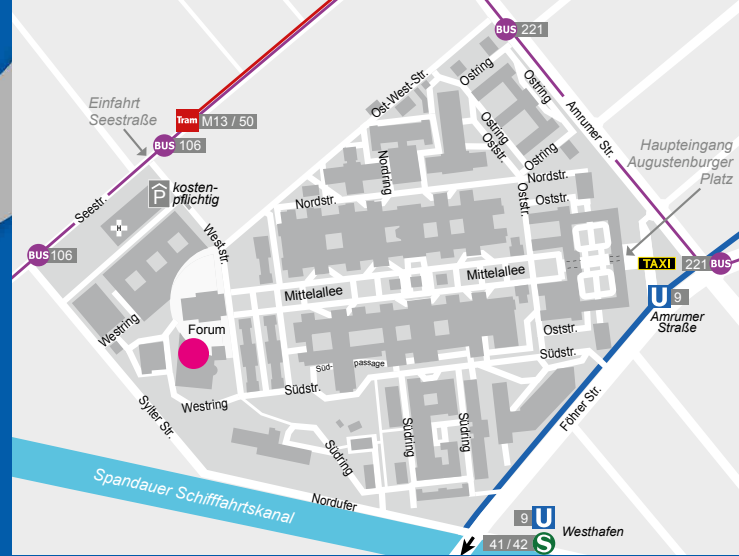 BUS 221
Ostring
Ostring
Ost-West-Str.
Amrumer Str.
Einfahrt
Seestraße
Tram M13 / 50
BUS 106
Ostring
Oststr.
Haupteingang
Augustenburger
Platz
Nordring
Ostring
Nordstr.
P
kosten-
pflichtig
Seestr.
Nordstr.
Oststr.
Oststr.
H
Weststr.
BUS 106
TAXI
221 BUS
Mittelallee
Mittelallee
U 9
Amrumer
Straße
Westring
Forum
Oststr.
Südstr.
Süd-
passage
Südstr.
Westring
Sylter Str.
Föhrer Str.
Südring
Südring
Südring
Spandauer Schifffahrtskanal
Nordufer
9 U
Westhafen
41 / 42 S